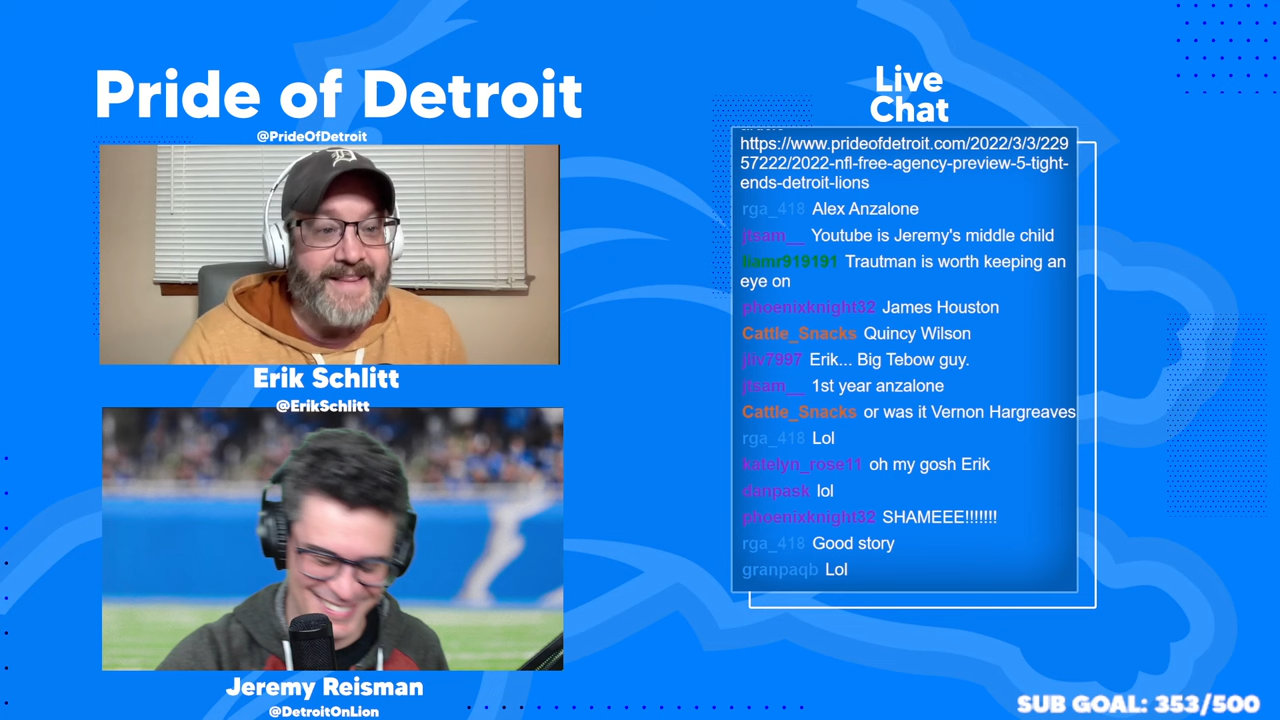 Pride of Detroit
@PrideOfDetroit
D
Erik Schlitt
@ErikSchlitt
Jeremy Reisman
@DetroitOnLion
Live
Chat
https://www.prideofdetroit.com/2022/3/3/229
57222/2022-nfl-free-agency-preview-5-tight-
ends-detroit-lions
rga_418 Alex Anzalone
jtsam__ Youtube is Jeremy's middle child
liamr919191 Trautman is worth keeping an
eye on
phoenixknight32 James Houston
Cattle_Snacks Quincy Wilson
jliv7997 Erik... Big Tebow guy.
jtsam__ 1st year anzalone
Cattle_Snacks or was it Vernon Hargreaves
rga_418 Lol
katelyn_rose11 oh my gosh Erik
danpask lol
phoenixknight32 SHAMEEE!!!!!!!
rga_418 Good story
granpaqb Lol
SUB GOAL: 353/500